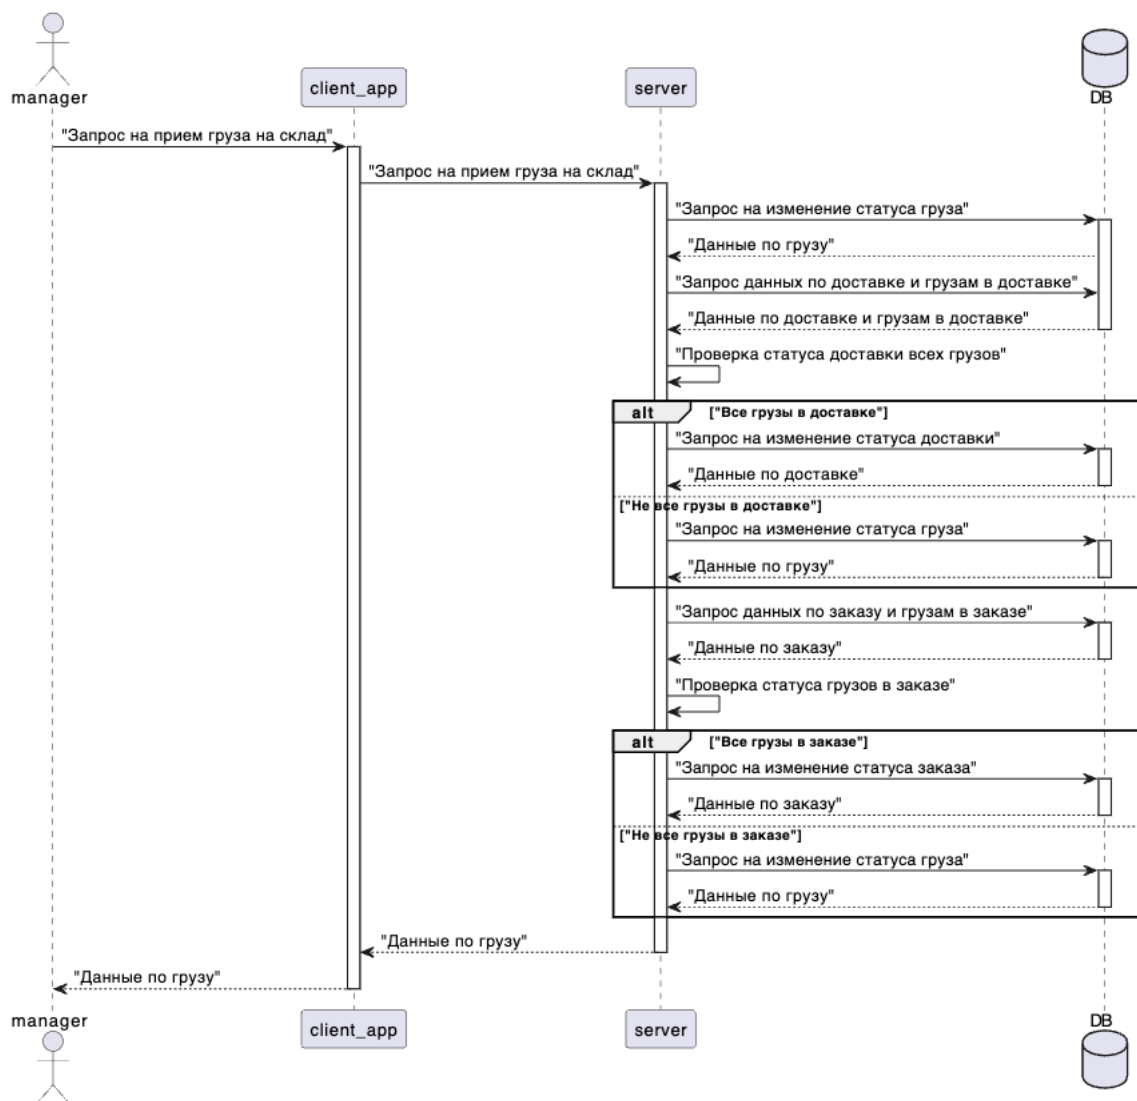 manager
client_app
server
DB
"Запрос на прием груза на склад"
"Запрос на прием груза на склад"
"Запрос на изменение статуса груза"
"Данные по грузу"
"Запрос данных по доставке и грузам в доставке"
"Данные по доставке и грузам в доставке"
"Проверка статуса доставки всех грузов"
alt ["Все грузы в доставке"]
"Запрос на изменение статуса доставки"
"Данные по доставке"
["Не все грузы в доставке"]
"Запрос на изменение статуса груза"
"Данные по грузу"
"Запрос данных по заказу и грузам в заказе"
"Данные по заказу"
"Проверка статуса грузов в заказе"
alt ["Все грузы в заказе"]
"Запрос на изменение статуса заказа"
"Данные по заказу"
["Не все грузы в заказе"]
"Запрос на изменение статуса груза"
"Данные по грузу"
"Данные по грузу"
"Данные по грузу"
manager
client_app
server
DB